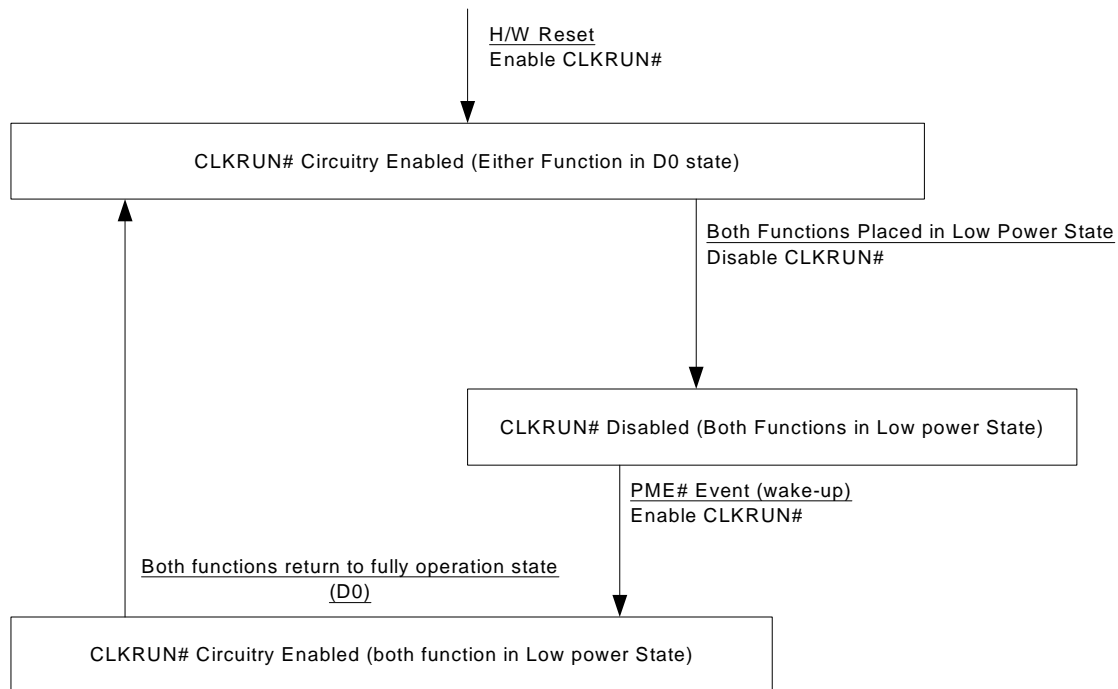 H/W Reset
Enable CLKRUN#
CLKRUN# Circuitry Enabled (Either Function in D0 state)
Both Functions Placed in Low Power State
Disable CLKRUN#
CLKRUN# Disabled (Both Functions in Low power State)
PME# Event (wake-up)
Enable CLKRUN#
Both functions return to fully operation state
(D0)
CLKRUN# Circuitry Enabled (both function in Low power State)